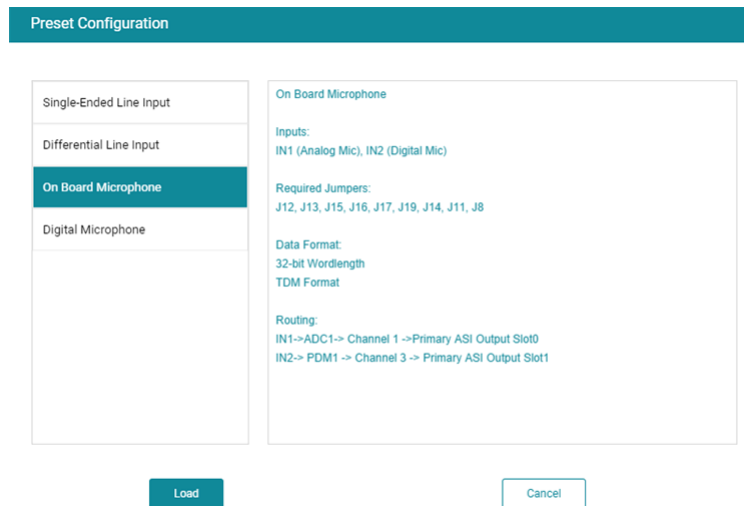 Preset Configuration
Single-Ended Line Input
Differential Line Input
On Board Microphone
Digital Microphone
On Board Microphone
Inputs:
IN1 (Analog Mic), IN2 (Digital Mic)
Required Jumpers:
J12, J13, J15, J16, J17, J19, J14, J11, J8
Data Format:
32-bit Wordlength
TDM Format
Routing:
IN1->ADC1-> Channel 1 ->Primary ASI Output Slot0
IN2-> PDM1 -> Channel 3 -> Primary ASI Output Slot1
Load
Cancel